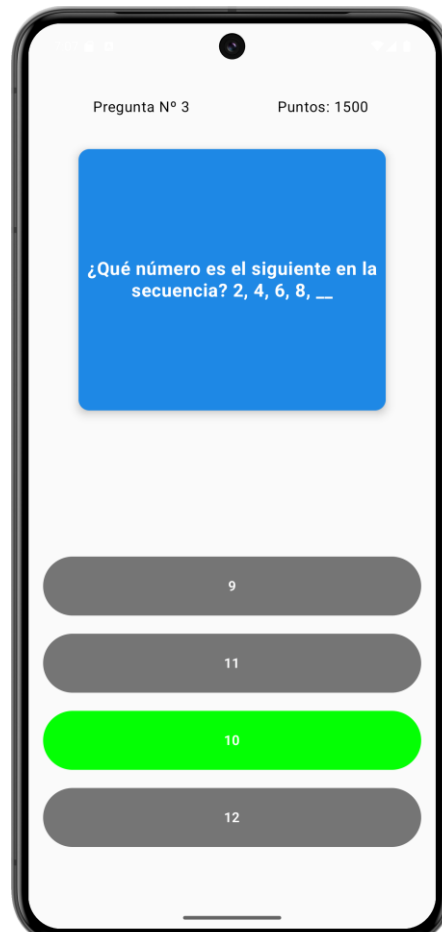 Pregunta Nº 3
Puntos: 1500
¿Qué número es el siguiente en la
secuencia? 2, 4, 6, 8, __
9
11
10
12